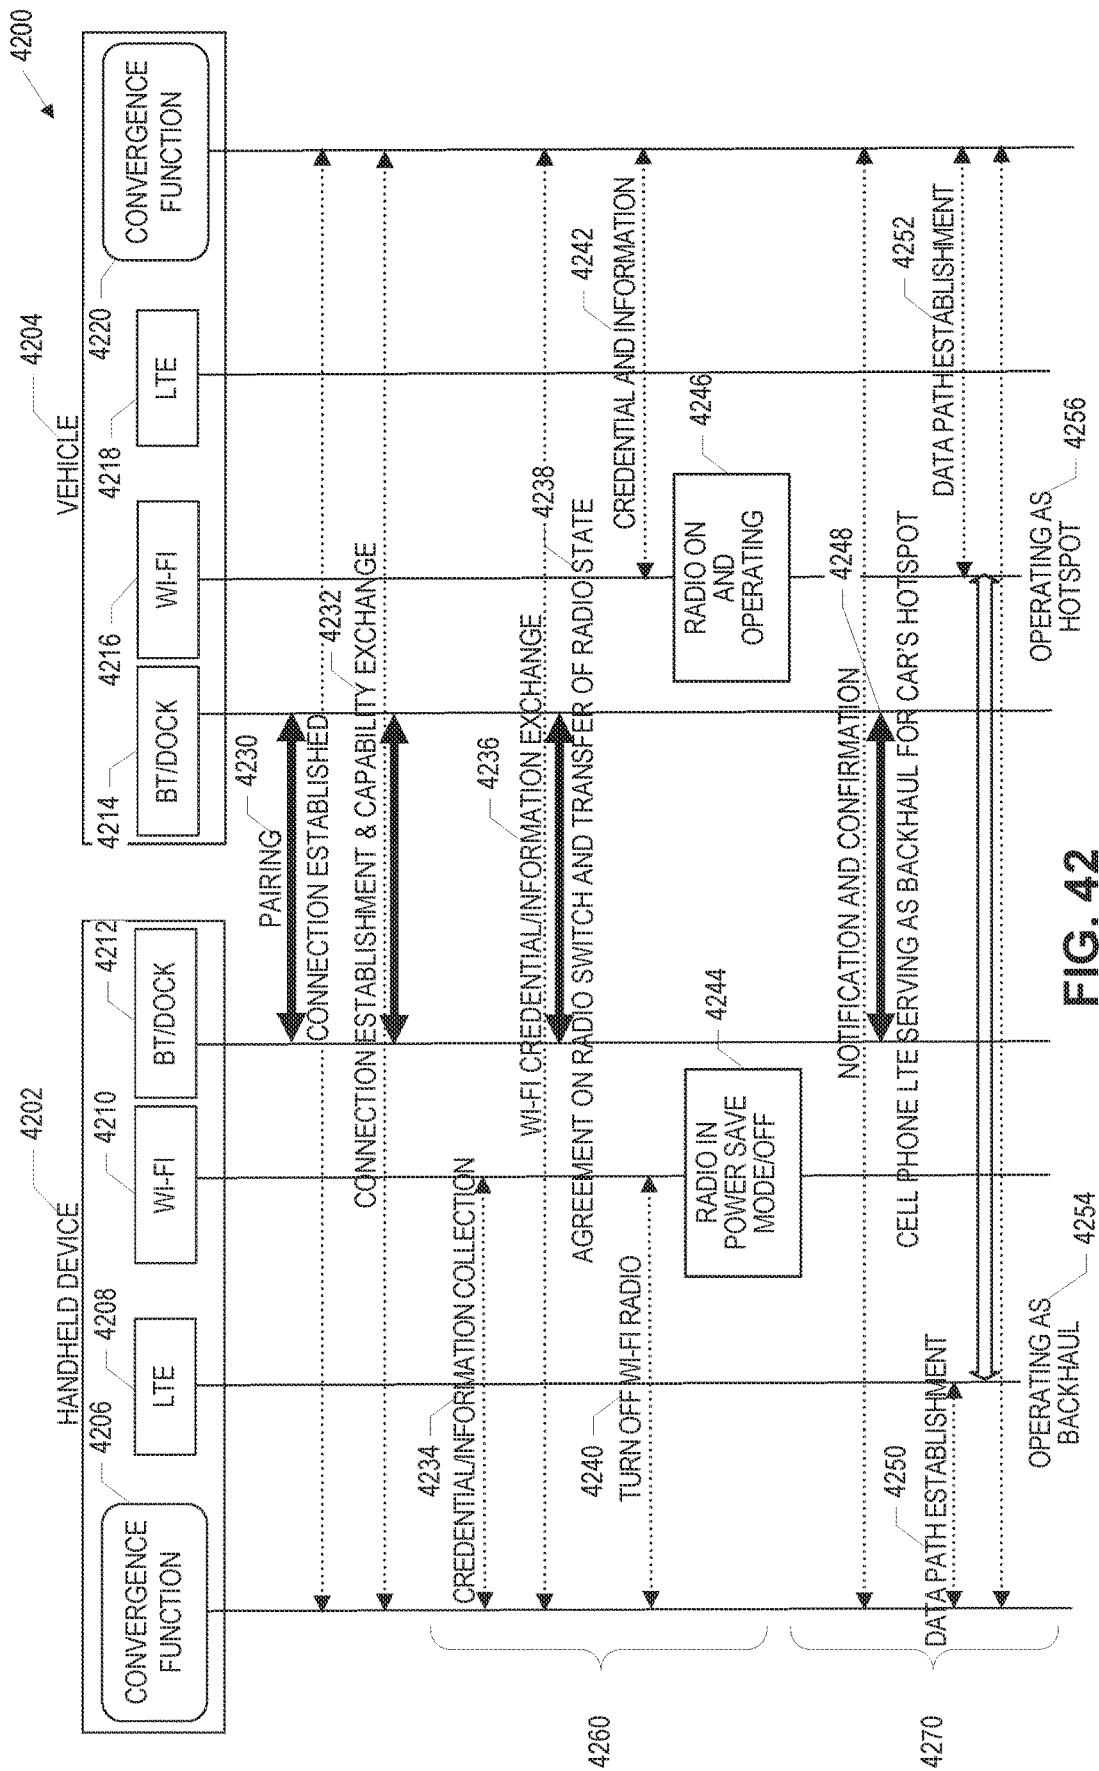 4200
HANDHELD DEVICE
4202
VEHICLE
4204
4206
4208
4210
4212
4214
4216
4218
4220
CONVERGENCE
FUNCTION
LTE
WI-FI
BT/DOCK
BT/DOCK
WI-FI
LTE
CONVERGENCE
FUNCTION
PAIRING
4230
CONNECTION ESTABLISHED
4232
CONNECTION ESTABLISHMENT & CAPABILITY EXCHANGE
4234
CREDENTIAL/INFORMATION COLLECTION
4236
WI-FI CREDENTIAL/INFORMATION EXCHANGE
4238
AGREEMENT ON RADIO SWITCH AND TRANSFER OF RADIO STATE
4240
TURN OFF WI-FI RADIO
4242
CREDENTIAL AND INFORMATION
4244
RADIO IN
POWER SAVE
MODE/OFF
4246
RADIO ON
AND
OPERATING
4260
NOTIFICATION AND CONFIRMATION
4248
CELL PHONE LTE SERVING AS BACKHAUL FOR CAR'S HOTSPOT
4250
DATA PATH ESTABLISHMENT
4252
DATA PATH ESTABLISHMENT
4270
OPERATING AS
BACKHAUL
4254
OPERATING AS
HOTSPOT
4256
FIG. 42